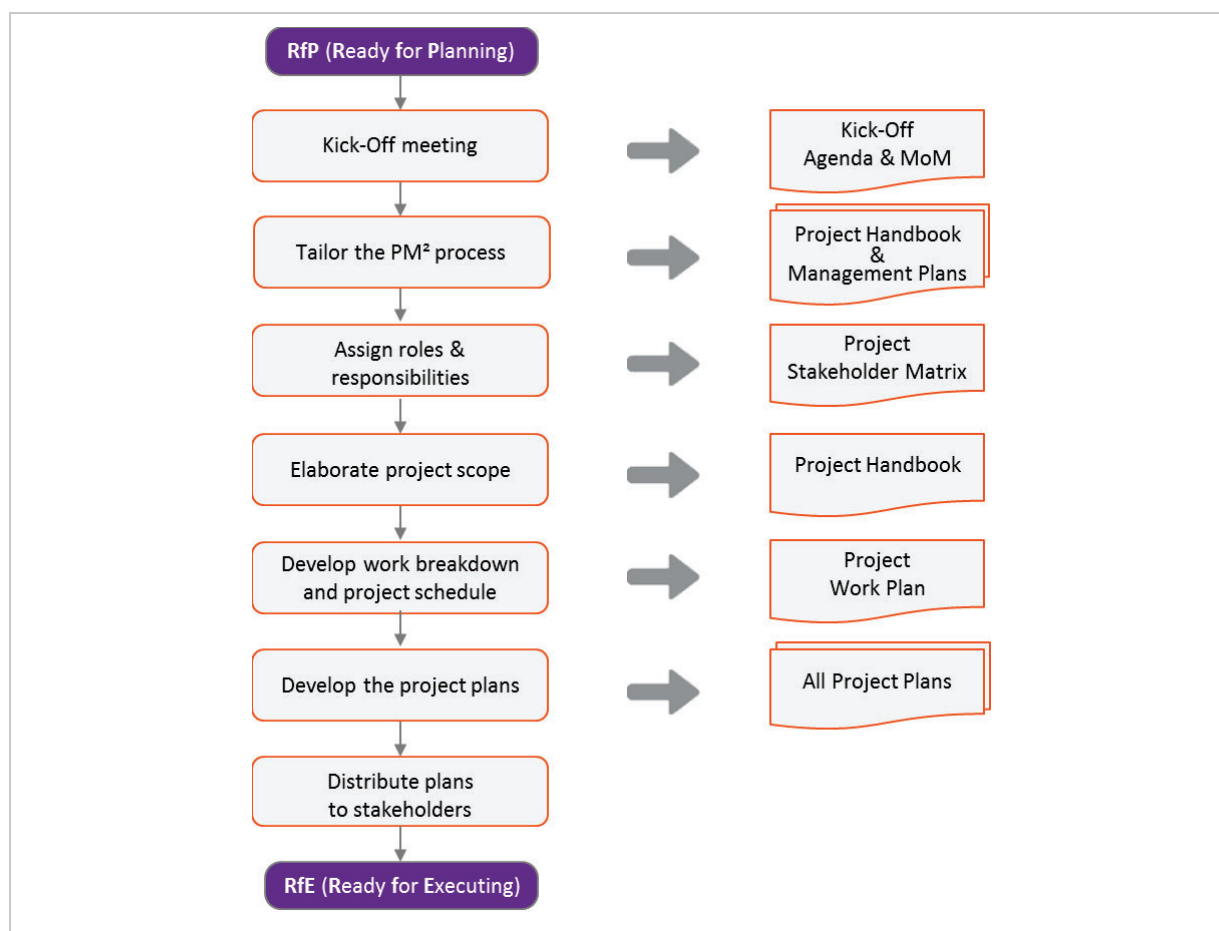 RfP (Ready for Planning)
Kick-Off meeting
Kick-Off
Agenda & MoM
Tailor the PM² process
Project Handbook
&
Management Plans
Assign roles &
responsibilities
Project
Stakeholder Matrix
Elaborate project scope
Project Handbook
Develop work breakdown
and project schedule
Project
Work Plan
Develop the project plans
All Project Plans
Distribute plans
to stakeholders
RfE (Ready for Executing)